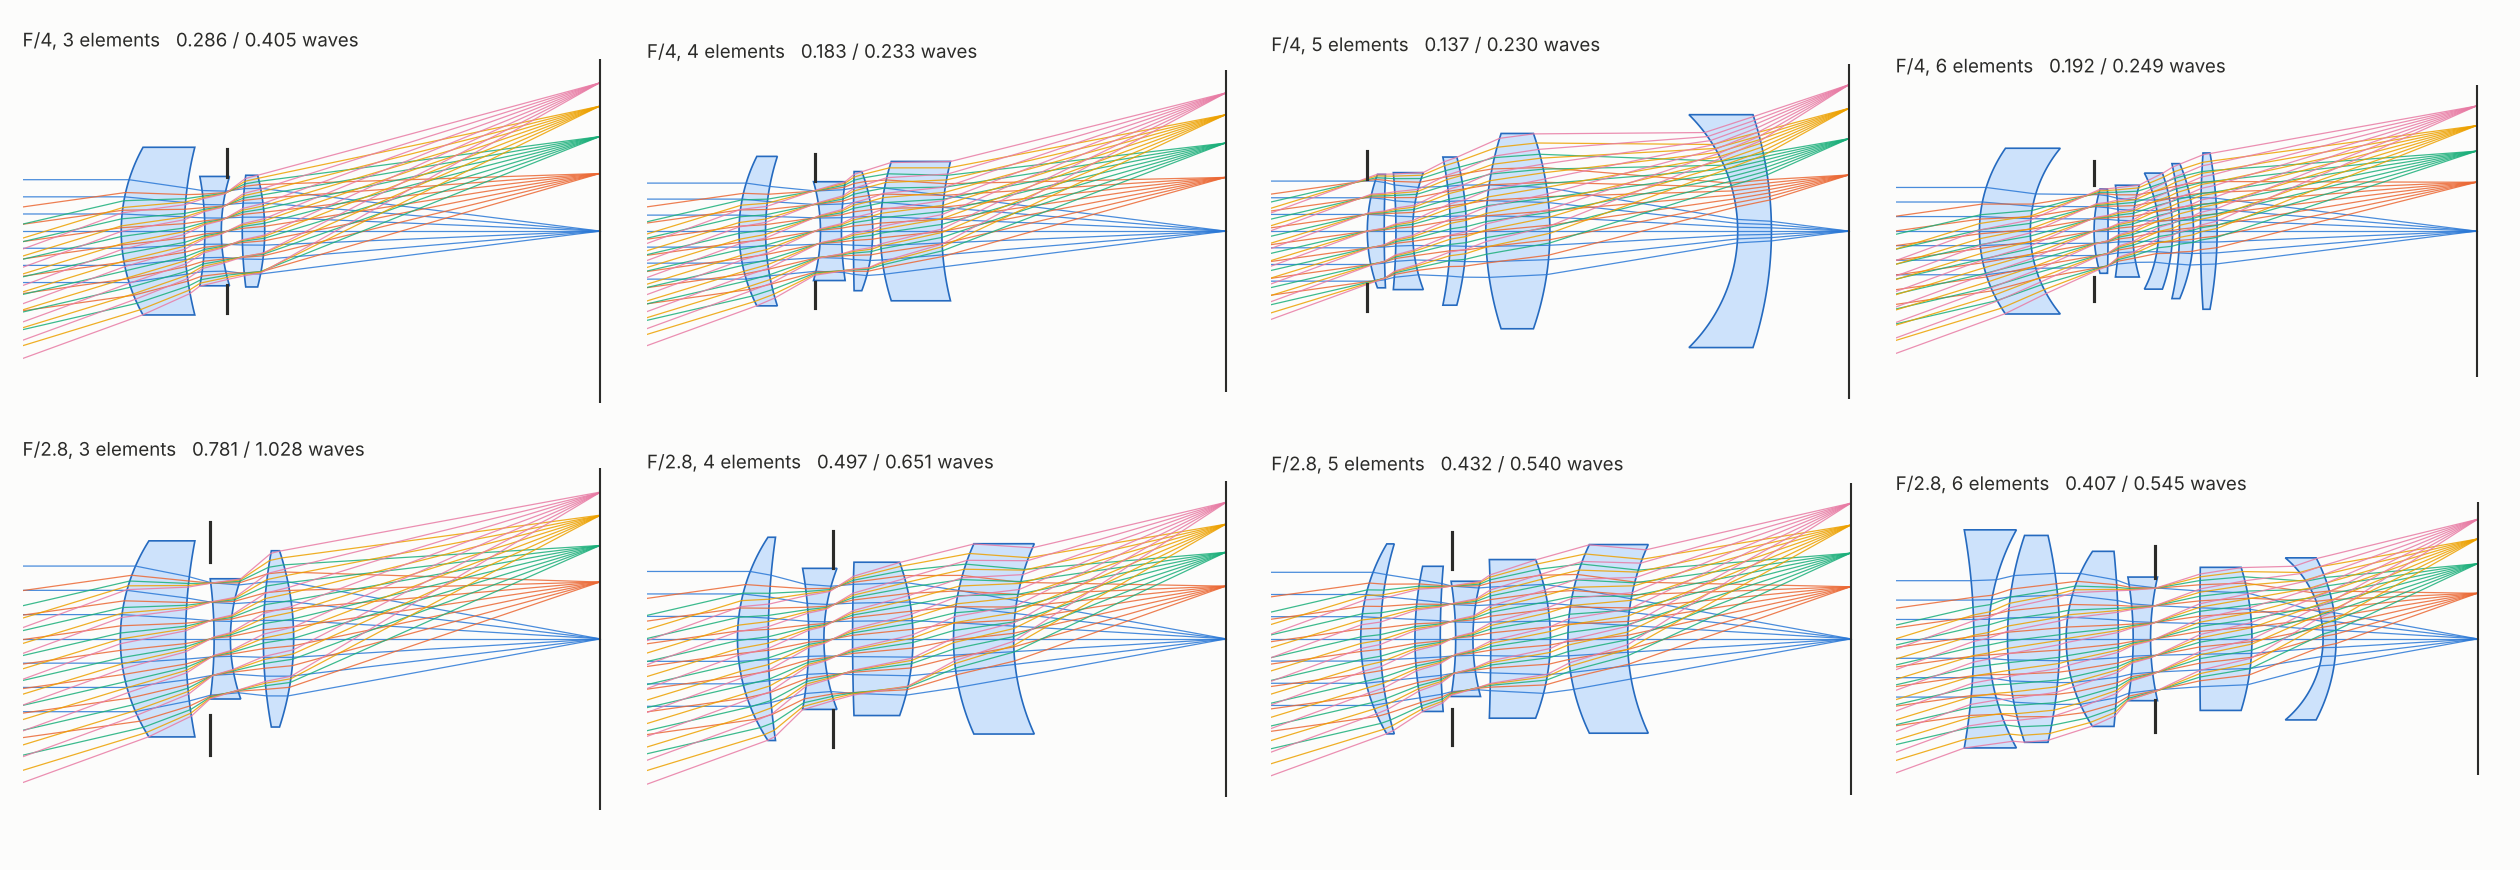 F/4, 3 elements 0.286 / 0.405 waves
F/4, 4 elements 0.183 / 0.233 waves
F/4, 5 elements 0.137 / 0.230 waves
F/4, 6 elements 0.192 / 0.249 waves
F/2.8, 3 elements 0.781 / 1.028 waves
F/2.8, 4 elements 0.497 / 0.651 waves
F/2.8, 5 elements 0.432 / 0.540 waves
F/2.8, 6 elements 0.407 / 0.545 waves